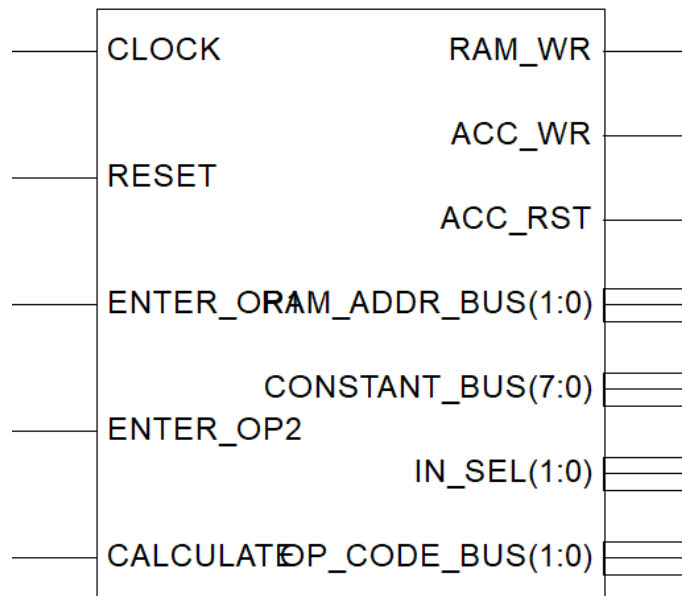 CLOCK
RAM_WR
ACC_WR
RESET
ACC_RST
ENTER_OP1
RAM_ADDR_BUS(1:0)
CONSTANT_BUS(7:0)
ENTER_OP2
IN_SEL(1:0)
CALCULATE
OP_CODE_BUS(1:0)